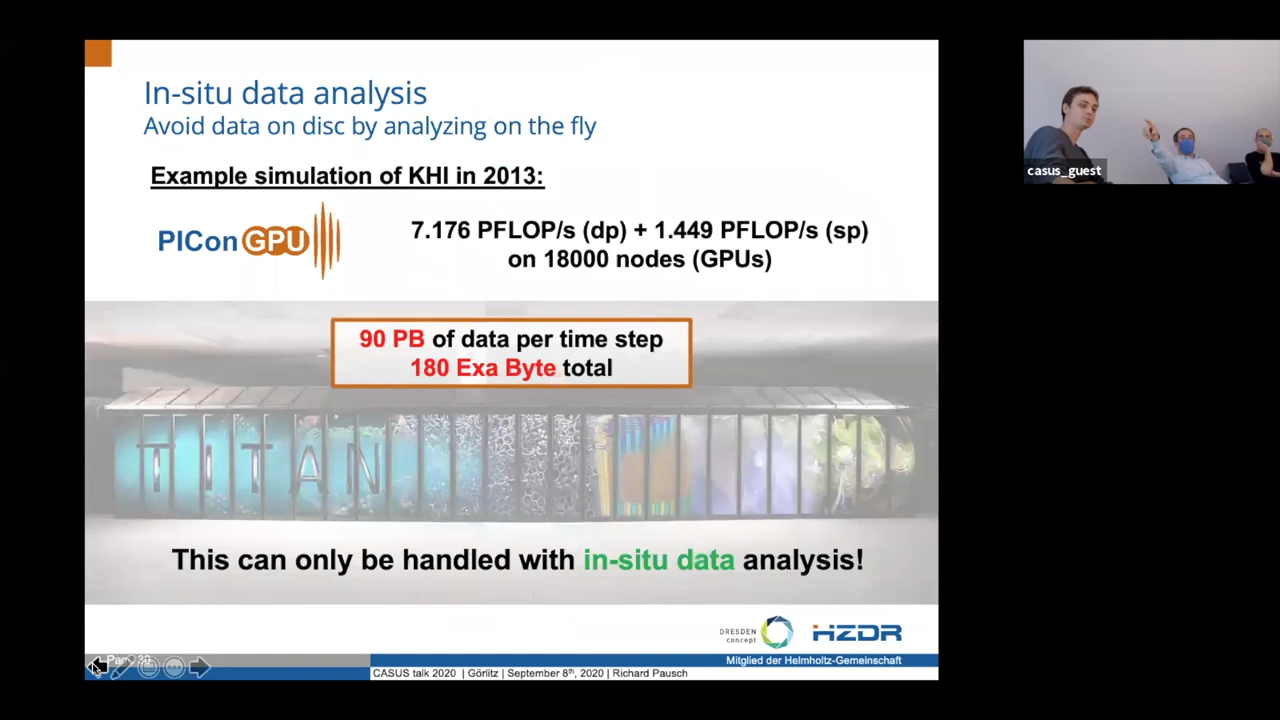 In-situ data analysis
Avoid data on disc by analyzing on the fly
Example simulation of KHI in 2013:
PIConGPU
7.176 PFLOP/s (dp) + 1.449 PFLOP/s (sp)
on 18000 nodes (GPUs)
90 PB of data per time step
180 Exa Byte total
TITAN
This can only be handled with in-situ data analysis!
DRESDEN
concept
HZDR
Mitglied der Helmholtz-Gemeinschaft
CASUS talk 2020 | Görlitz | September 8th, 2020 | Richard Pausch
casus_guest